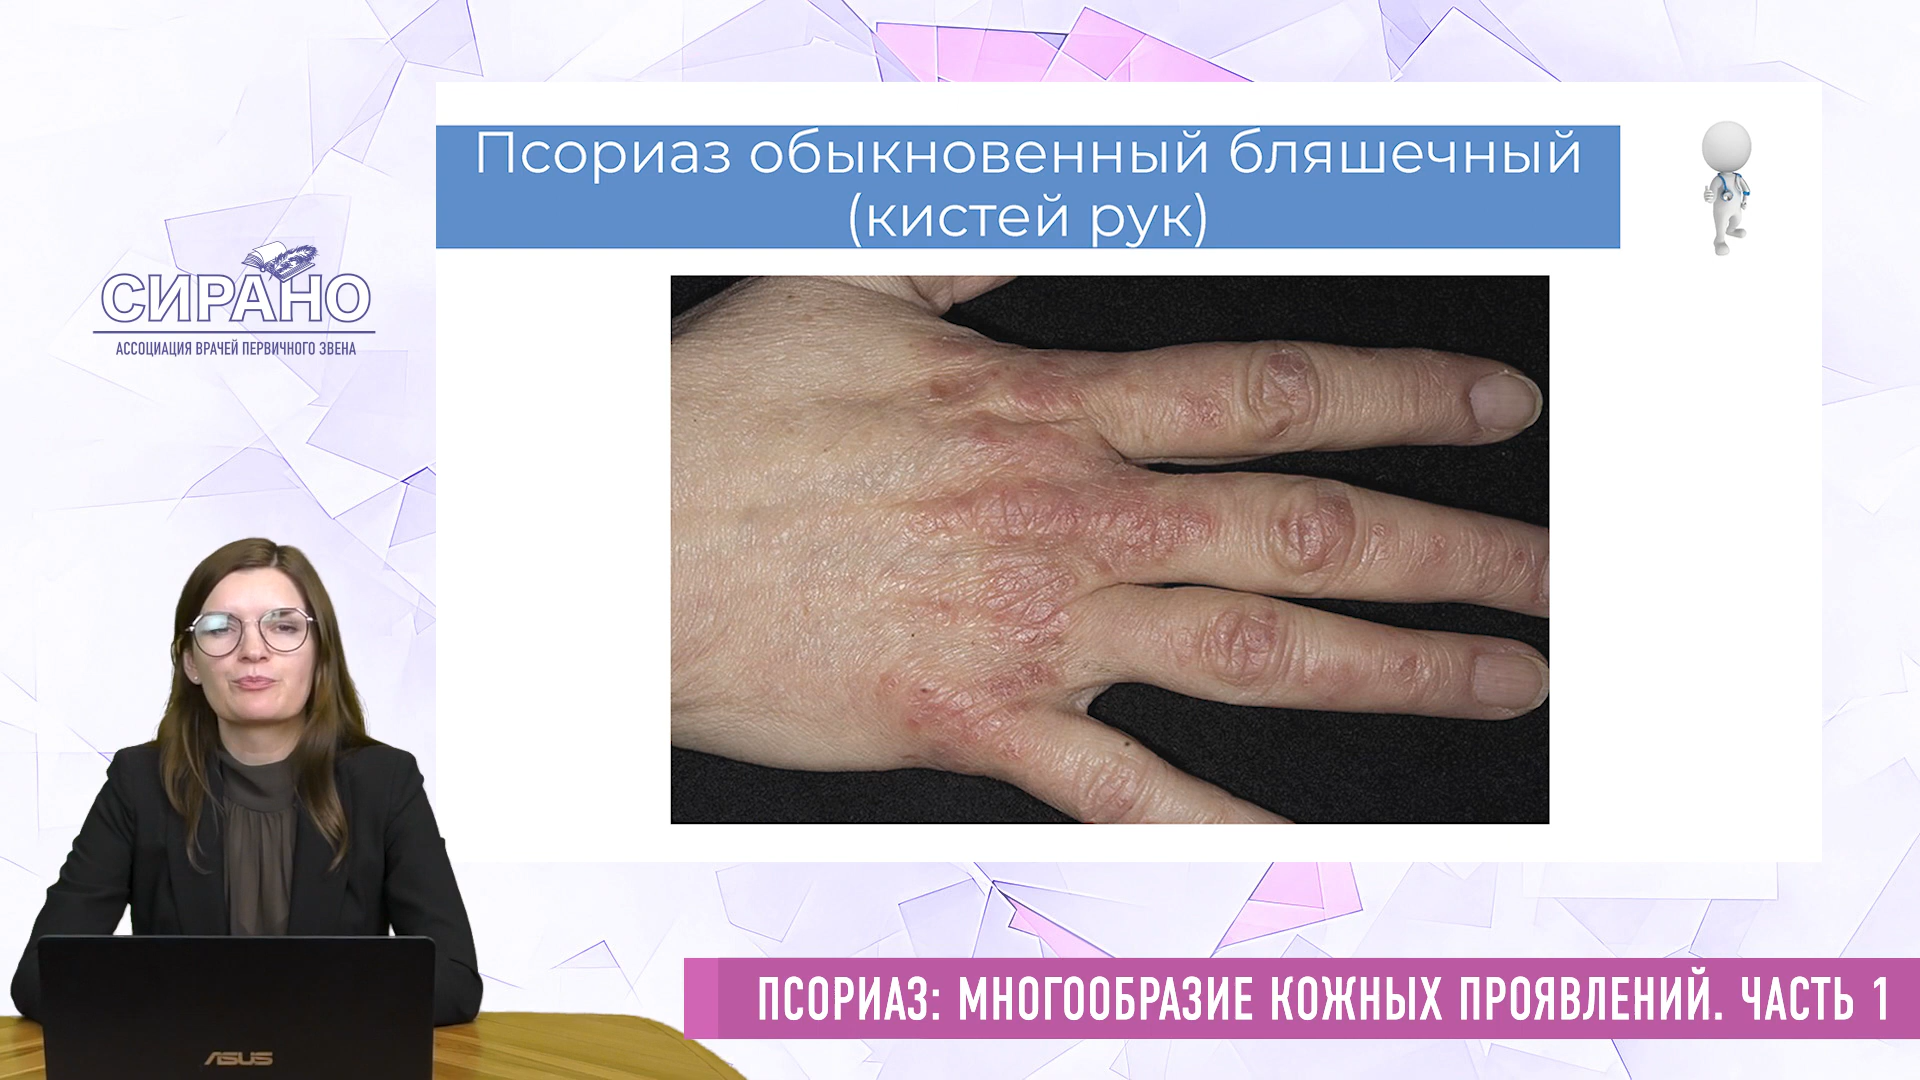 Псориаз обыкновенный бляшечный
(кистей рук)
СИРАНО
АССОЦИАЦИЯ ВРАЧЕЙ ПЕРВИЧНОГО ЗВЕНА
ASUS
ПСОРИАЗ: МНОГООБРАЗИЕ КОЖНЫХ ПРОЯВЛЕНИЙ. ЧАСТЬ 1